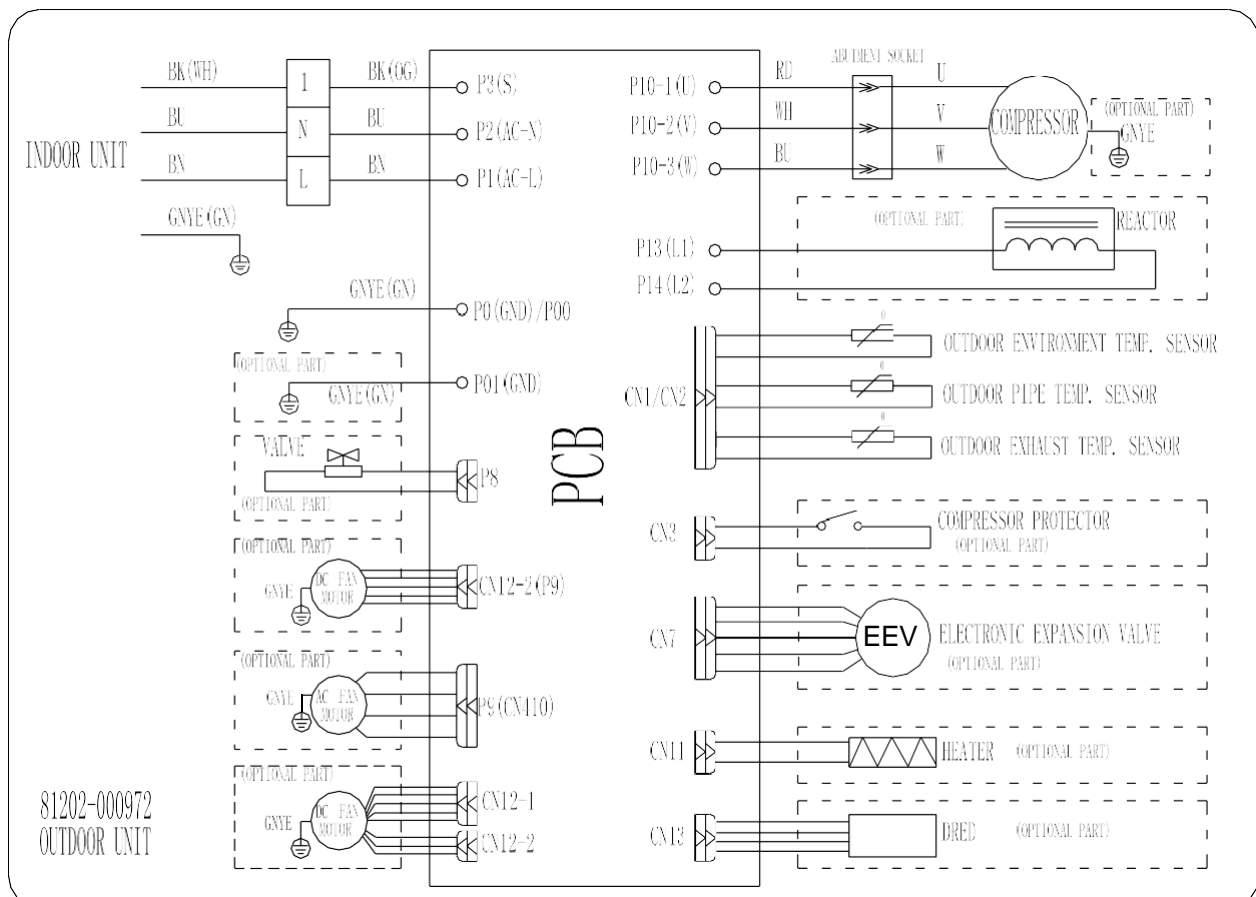 INDOOR UNIT
BK(WH)
1
BK(OG)
P3(S)
BU
N
BU
P2(AC-N)
BN
L
BN
P1(AC-L)
GNYE(GN)
GNYE(GN)
P0(GND)/P00
(OPTIONAL PART)
GNYE(GN)
P01(GND)
VALVE
P8
(OPTIONAL PART)
(OPTIONAL PART)
DC FAN
MOTOR
GNYE
CN12-2(P9)
(OPTIONAL PART)
AC FAN
MOTOR
GNYE
P9(CN410)
(OPTIONAL PART)
DC FAN
MOTOR
GNYE
CN12-1
CN12-2
81202-000972
OUTDOOR UNIT
PCB
ABUTMENT SOCKET
P10-1(U)
RD
U
P10-2(V)
WH
V
P10-3(W)
BU
W
COMPRESSOR
(OPTIONAL PART)
GNYE
(OPTIONAL PART)
REACTOR
P13(L1)
P14(L2)
CN1/CN2
θ
OUTDOOR ENVIRONMENT TEMP. SENSOR
θ
OUTDOOR PIPE TEMP. SENSOR
θ
OUTDOOR EXHAUST TEMP. SENSOR
CN3
COMPRESSOR PROTECTOR
(OPTIONAL PART)
CN7
EEV
ELECTRONIC EXPANSION VALVE
(OPTIONAL PART)
CN11
HEATER (OPTIONAL PART)
CN13
DRED (OPTIONAL PART)